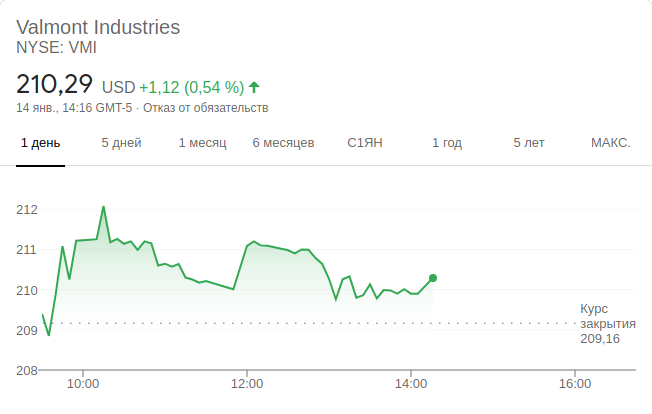 Valmont Industries
NYSE: VMI
210,29 USD +1,12 (0,54 %)
14 янв., 14:16 GMT-5 · Отказ от обязательств
1 день 5 дней 1 месяц 6 месяцев С1ЯН 1 год 5 лет МАКС.
212
211
210
209
208
Курс
закрытия
209,16
10:00 12:00 14:00 16:00